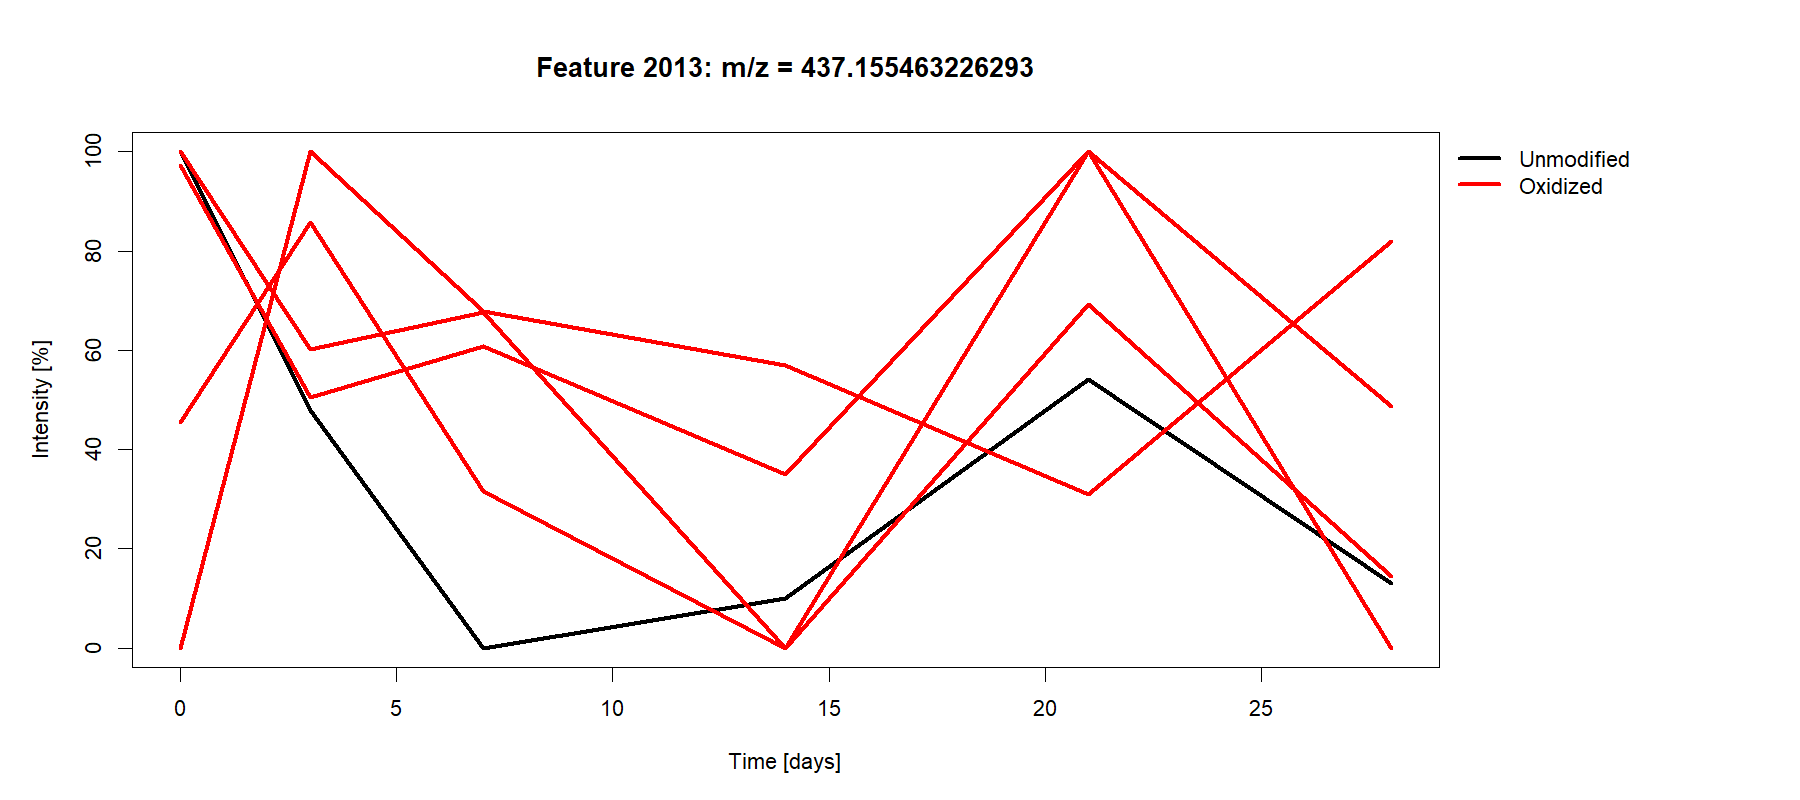 Feature 2013: m/z = 437.155463226293
Unmodified
Oxidized
100
80
60
40
20
0
Intensity [%]
0 5 10 15 20 25
Time [days]